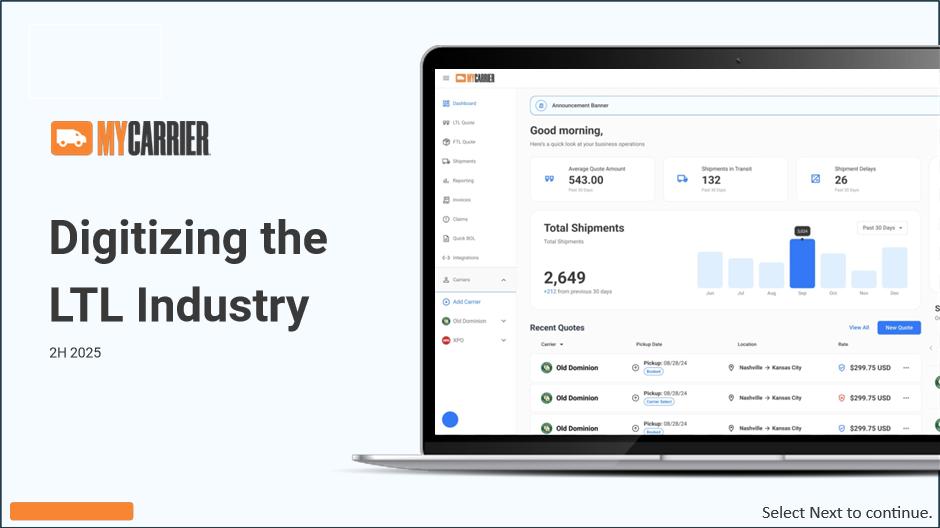 MYCARRIER
Digitizing the
LTL Industry
2H 2025
MYCARRIER
Dashboard
LTL Quote
FTL Quote
Shipments
Reporting
Invoices
Claims
Quick BOL
Integrations
Carriers
Add Carrier
Old Dominion
XPO
Announcement Banner
Good morning,
Here's a quick look at your business operations
Average Quote Amount
543.00
Past 30 Days
Shipments in Transit
132
Past 30 Days
Shipment Delays
26
Past 30 Days
Total Shipments
Total Shipments
Past 30 Days
2,649
+212 from previous 30 days
3,024
Jun Jul Aug Sep Oct Nov Dec
Recent Quotes
View All
New Quote
Carrier Pickup Date Location Rate
Old Dominion Pickup: 08/28/24 Booked Nashville → Kansas City $299.75 USD
Old Dominion Pickup: 08/28/24 Carrier Select Nashville → Kansas City $299.75 USD
Old Dominion Pickup: 08/28/24 Booked Nashville → Kansas City $299.75 USD
Select Next to continue.